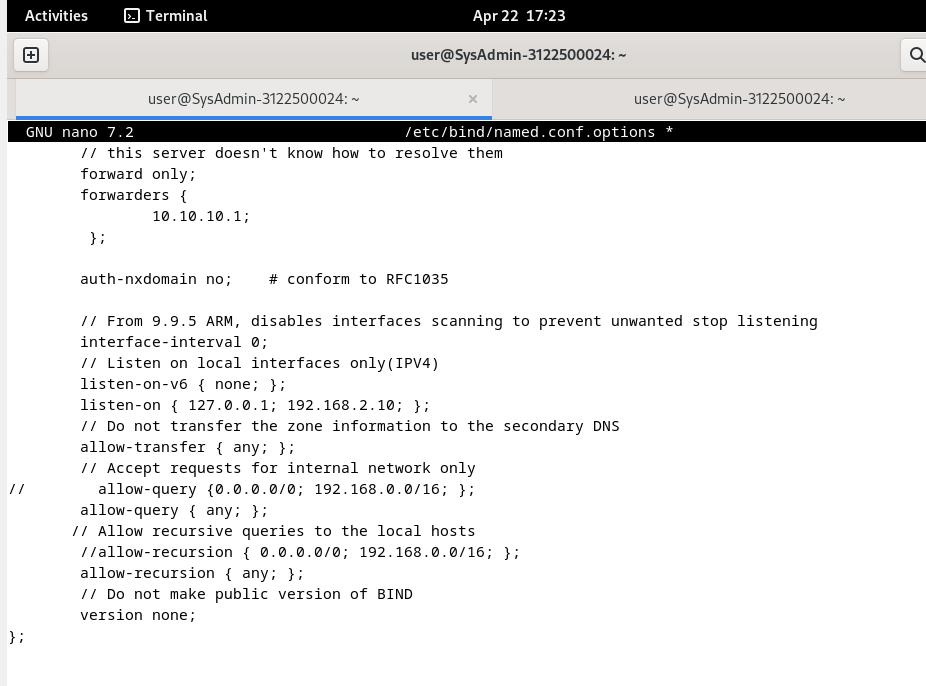 Activities Terminal Apr 22 17:23
user@SysAdmin-3122500024: ~
user@SysAdmin-3122500024: ~ × user@SysAdmin-3122500024: ~
GNU nano 7.2 /etc/bind/named.conf.options *
// this server doesn't know how to resolve them
forward only;
forwarders {
10.10.10.1;
};
auth-nxdomain no; # conform to RFC1035
// From 9.9.5 ARM, disables interfaces scanning to prevent unwanted stop listening
interface-interval 0;
// Listen on local interfaces only(IPV4)
listen-on-v6 { none; };
listen-on { 127.0.0.1; 192.168.2.10; };
// Do not transfer the zone information to the secondary DNS
allow-transfer { any; };
// Accept requests for internal network only
// allow-query {0.0.0.0/0; 192.168.0.0/16; };
allow-query { any; };
// Allow recursive queries to the local hosts
//allow-recursion { 0.0.0.0/0; 192.168.0.0/16; };
allow-recursion { any; };
// Do not make public version of BIND
version none;
};